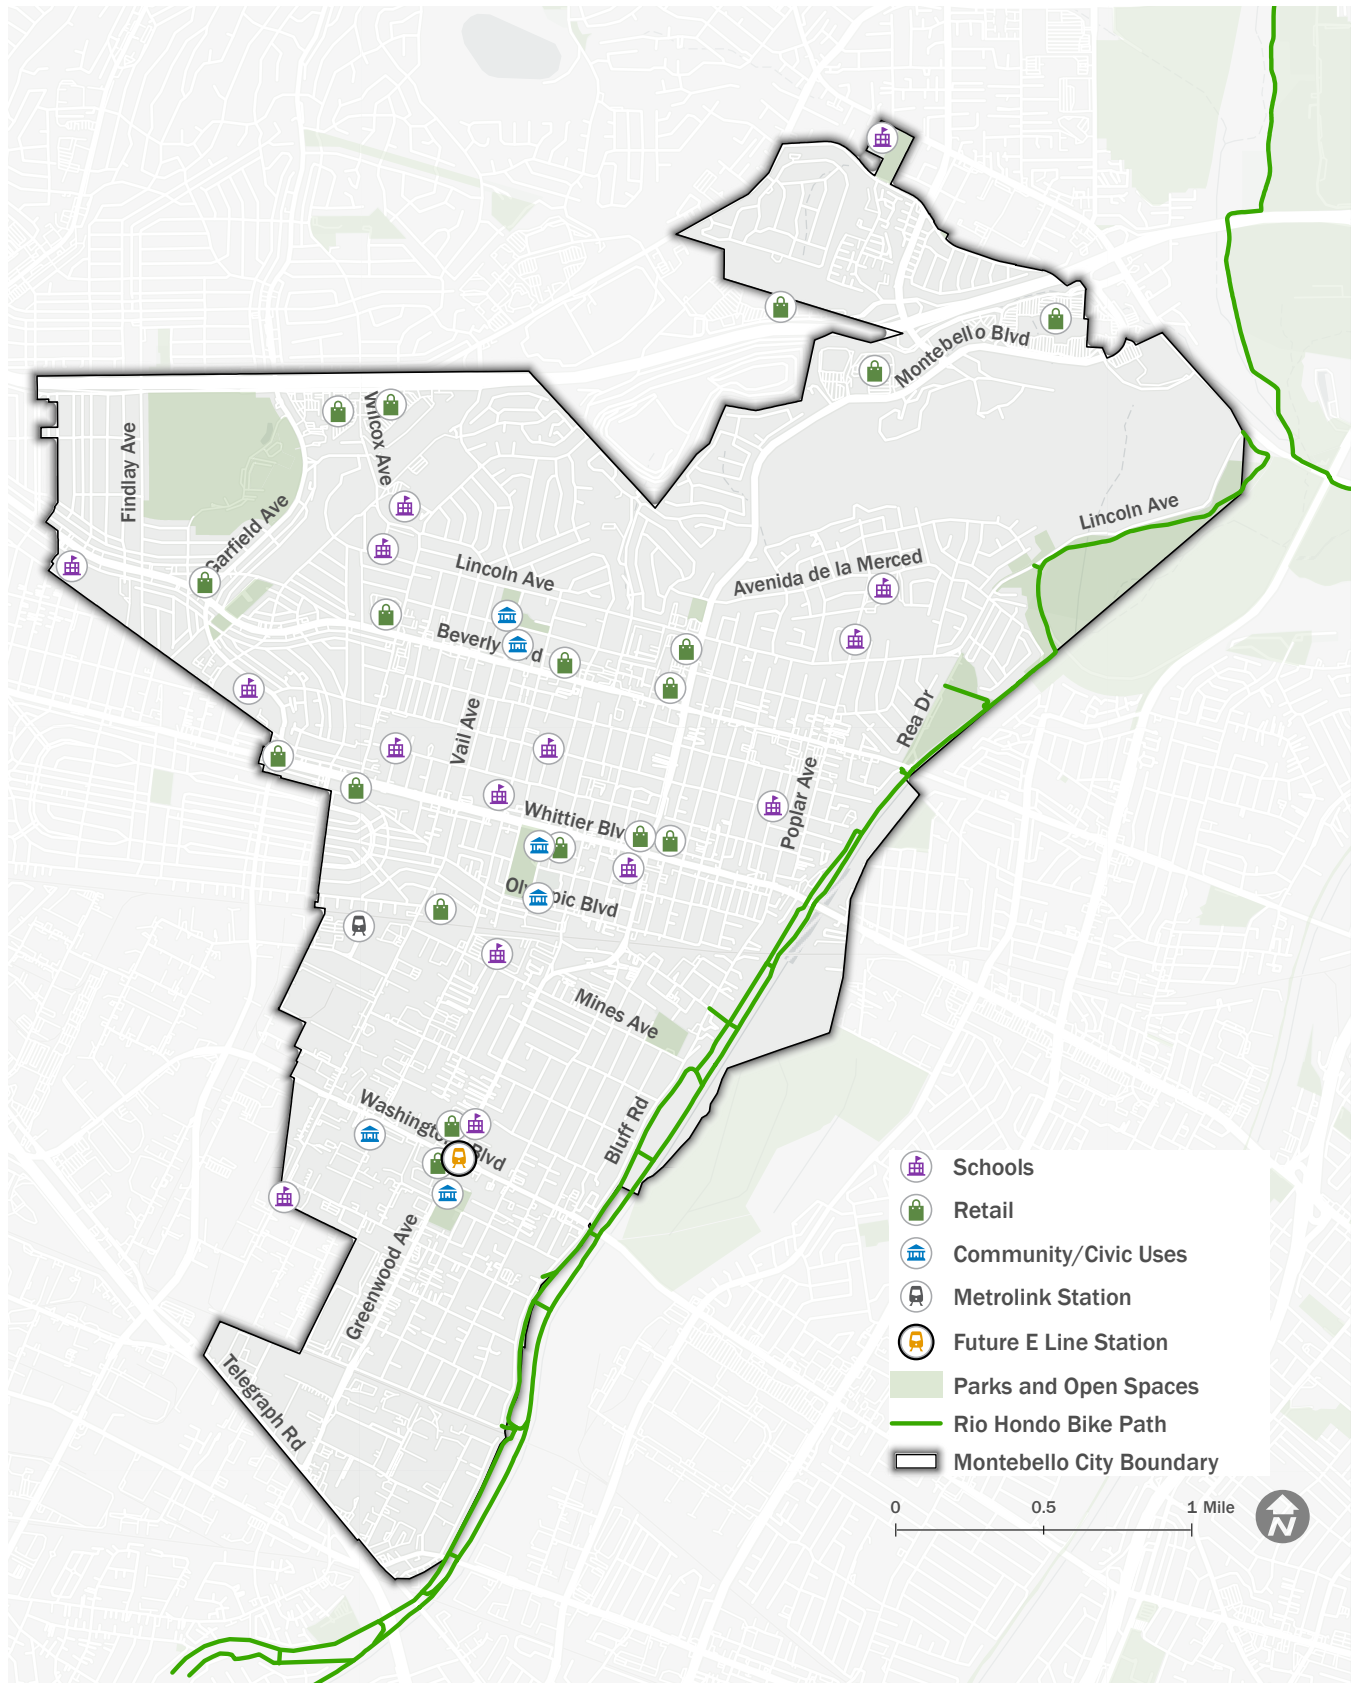 Montebello Blvd
Wilcox Ave
Findlay Ave
Garfield Ave
Lincoln Ave
Lincoln Ave
Avenida de la Merced
Beverly
Rea Dr
Vail Ave
Poplar Ave
Whittier Blv
Olympic Blvd
Mines Ave
Washington Blvd
Bluff Rd
Greenwood Ave
Telegraph Rd
Schools
Retail
Community/Civic Uses
Metrolink Station
Future E Line Station
Parks and Open Spaces
Rio Hondo Bike Path
Montebello City Boundary
0 0.5 1 Mile
N